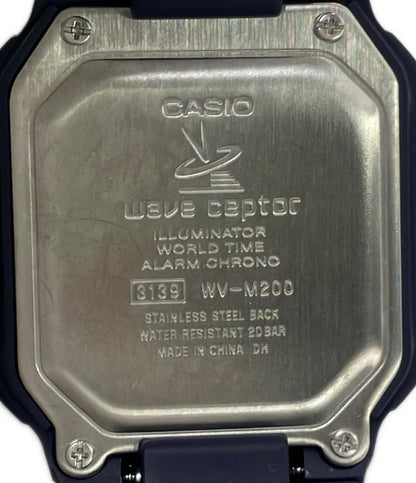 CASIO
wave ceptor
ILLUMINATOR
WORLD TIME
ALARM CHRONO
3139 WV-M200
STAINLESS STEEL BACK
WATER RESISTANT 20BAR
MADE IN CHINA DH